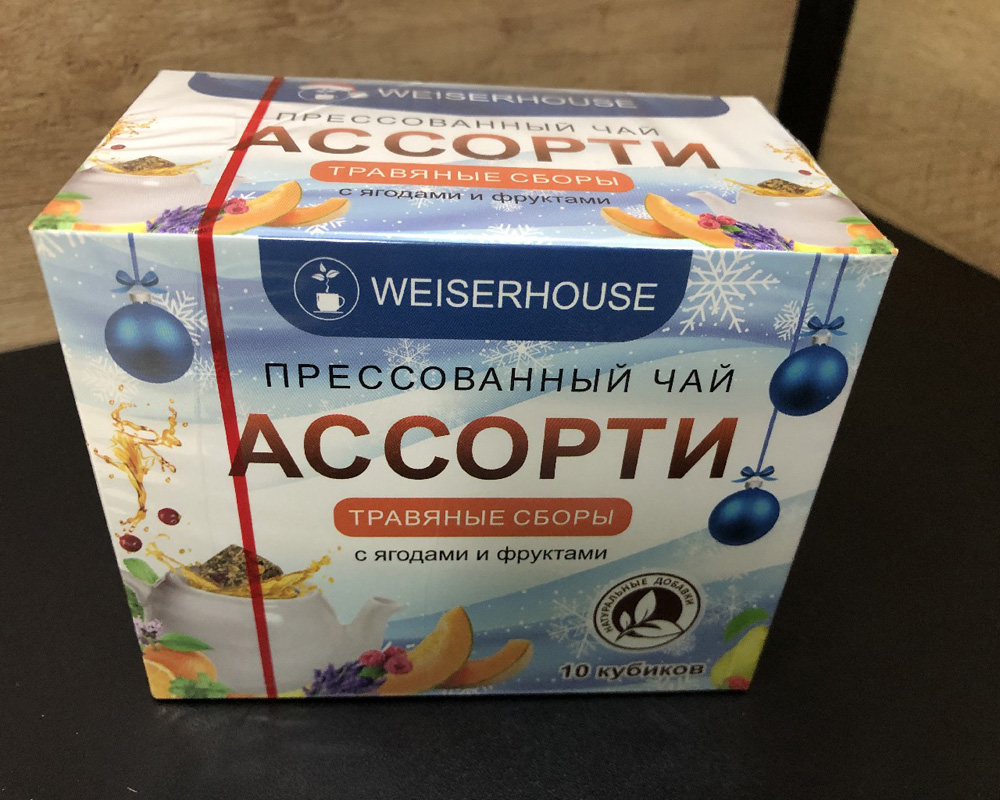 WEISERHOUSE
ПРЕССОВАННЫЙ ЧАЙ
АССОРТИ
ТРАВЯНЫЕ СБОРЫ
с ягодами и фруктами
WEISERHOUSE
ПРЕССОВАННЫЙ ЧАЙ
АССОРТИ
ТРАВЯНЫЕ СБОРЫ
с ягодами и фруктами
НАТУРАЛЬНЫЕ ДОБАВКИ
10 кубиков